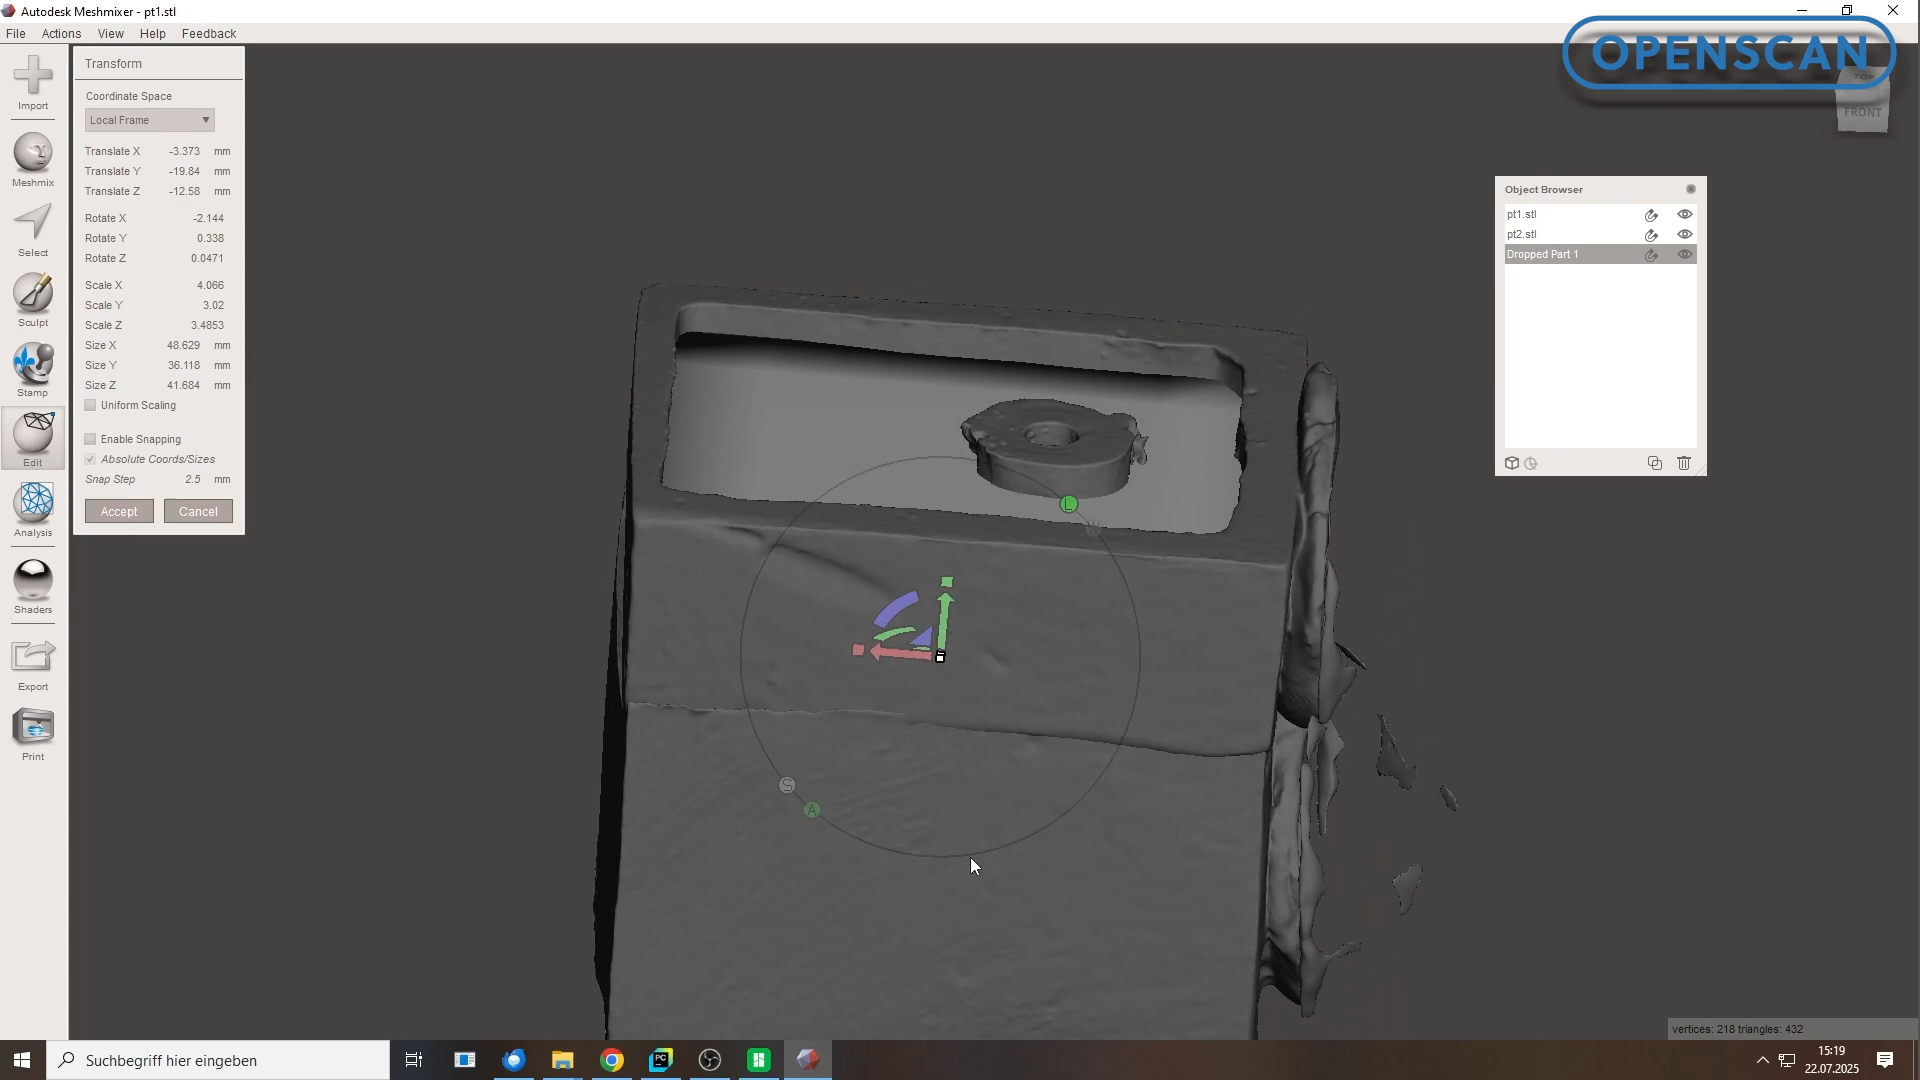 Autodesk Meshmixer - pt1.stl
File Actions View Help Feedback
OPENSCAN
TOP
FRONT
Import
Meshmix
Select
Sculpt
Stamp
Edit
Analysis
Shaders
Export
Print
Transform
Coordinate Space
Local Frame
Translate X -3.373 mm
Translate Y -19.84 mm
Translate Z -12.58 mm
Rotate X -2.144
Rotate Y 0.338
Rotate Z 0.0471
Scale X 4.066
Scale Y 3.02
Scale Z 3.4853
Size X 48.629 mm
Size Y 36.118 mm
Size Z 41.684 mm
Uniform Scaling
Enable Snapping
Absolute Coords/Sizes
Snap Step 2.5 mm
Accept Cancel
Object Browser
pt1.stl
pt2.stl
Dropped Part 1
L
W
S
A
vertices: 218 triangles: 432
Suchbegriff hier eingeben
PC
15:19
22.07.2025